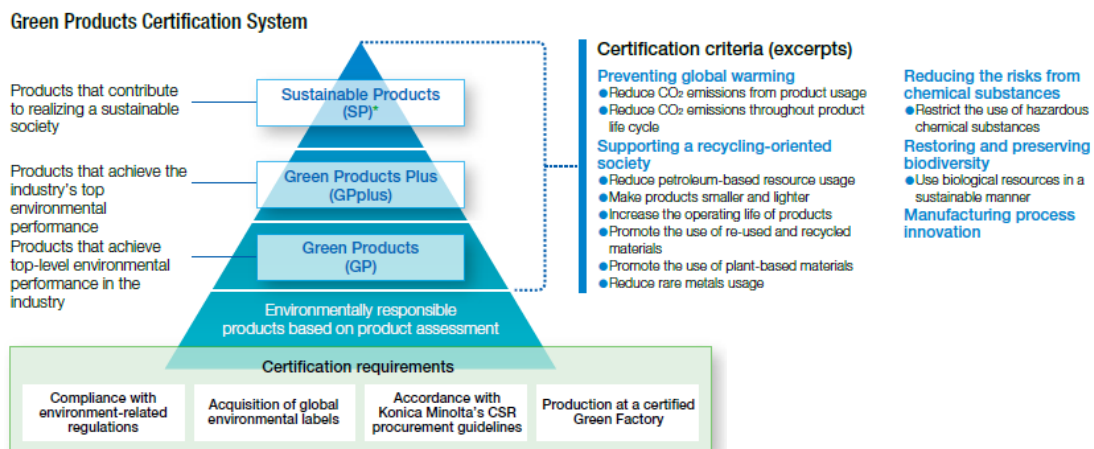 Green Products Certification System
Products that contribute
to realizing a sustainable
society
Sustainable Products
(SP)*
Products that achieve the
industry's top
environmental
performance
Green Products Plus
(GPplus)
Products that achieve
top-level environmental
performance in the
industry
Green Products
(GP)
Environmentally responsible
products based on product assessment
Certification criteria (excerpts)
Preventing global warming
●Reduce CO₂ emissions from product usage
●Reduce CO₂ emissions throughout product
life cycle
Supporting a recycling-oriented
society
●Reduce petroleum-based resource usage
●Make products smaller and lighter
●Increase the operating life of products
●Promote the use of re-used and recycled
materials
●Promote the use of plant-based materials
●Reduce rare metals usage
Reducing the risks from
chemical substances
●Restrict the use of hazardous
chemical substances
Restoring and preserving
biodiversity
●Use biological resources in a
sustainable manner
Manufacturing process
innovation
Certification requirements
Compliance with
environment-related
regulations
Acquisition of global
environmental labels
Accordance with
Konica Minolta's CSR
procurement guidelines
Production at a certified
Green Factory